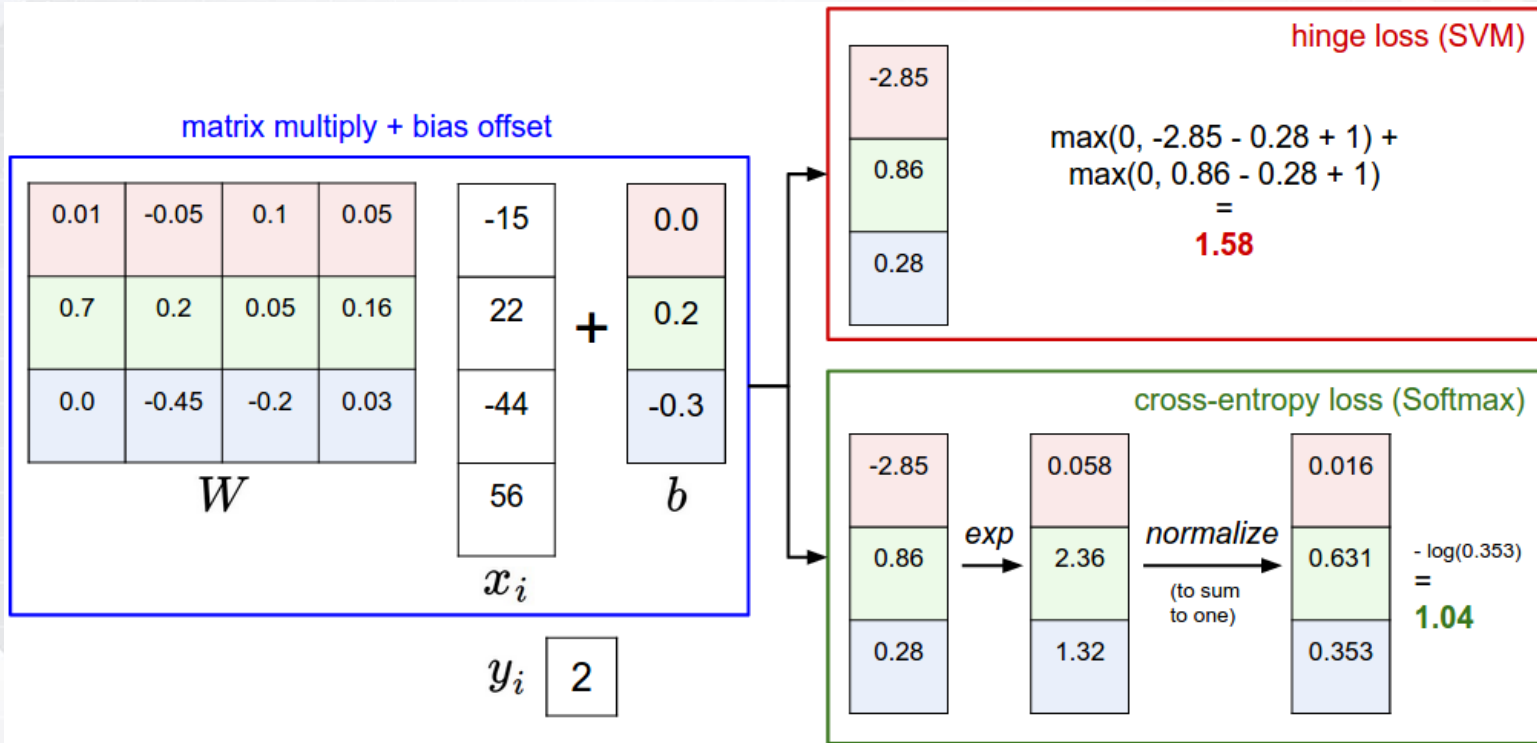 matrix multiply + bias offset
0.01 -0.05 0.1 0.05
0.7 0.2 0.05 0.16
0.0 -0.45 -0.2 0.03
W
-15
22
-44
56
x_i
+
0.0
0.2
-0.3
b
y_i 2
hinge loss (SVM)
-2.85
0.86
0.28
max(0, -2.85 - 0.28 + 1) +
max(0, 0.86 - 0.28 + 1)
=
1.58
cross-entropy loss (Softmax)
-2.85
0.86
0.28
exp
0.058
2.36
1.32
normalize
(to sum
to one)
0.016
0.631
0.353
- log(0.353)
=
1.04